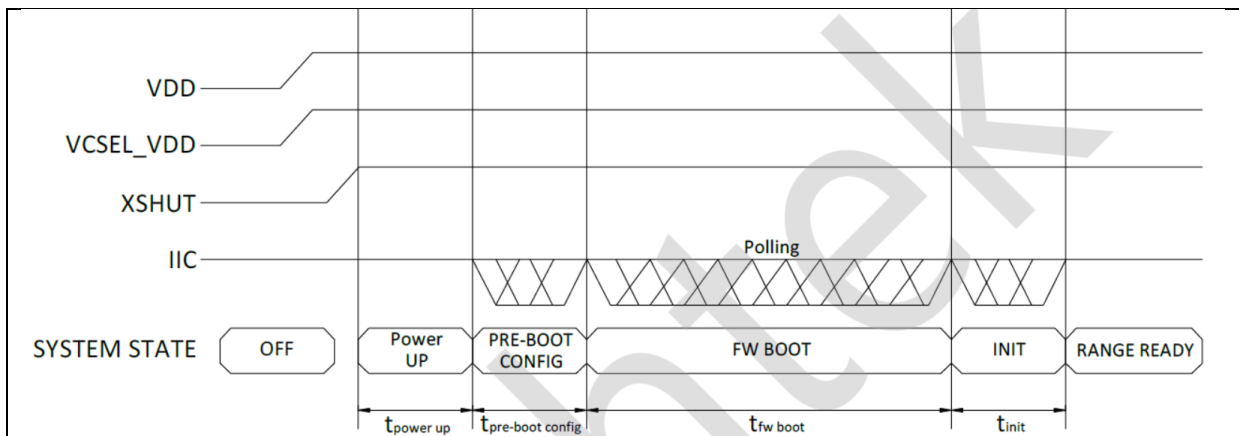 VDD
VCSEL_VDD
XSHUT
IIC
Polling
SYSTEM STATE OFF Power UP PRE-BOOT CONFIG FW BOOT INIT RANGE READY
tpower up tpre-boot config tfw boot tinit
htek